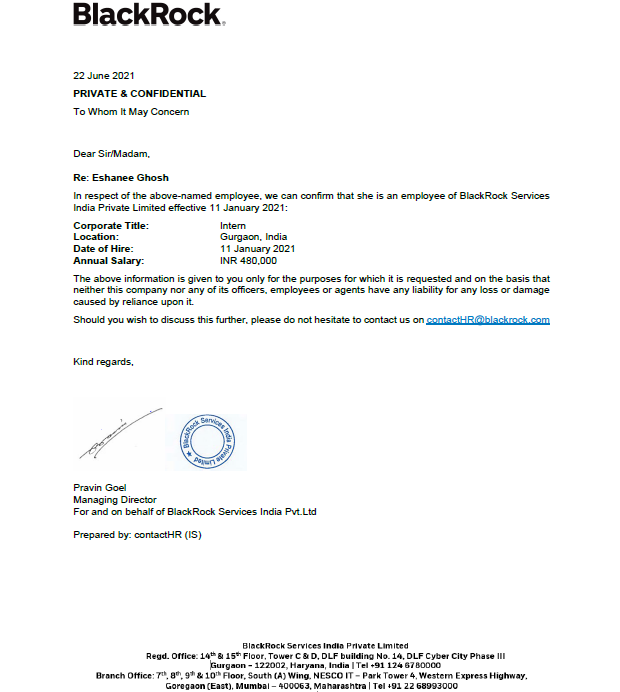 BlackRock.
22 June 2021
PRIVATE & CONFIDENTIAL
To Whom It May Concern
Dear Sir/Madam,
Re: Eshanee Ghosh
In respect of the above-named employee, we can confirm that she is an employee of BlackRock Services
India Private Limited effective 11 January 2021:
Corporate Title: Intern
Location: Gurgaon, India
Date of Hire: 11 January 2021
Annual Salary: INR 480,000
The above information is given to you only for the purposes for which it is requested and on the basis that
neither this company nor any of its officers, employees or agents have any liability for any loss or damage
caused by reliance upon it.
Should you wish to discuss this further, please do not hesitate to contact us on contactHR@blackrock.com
Kind regards,
BlackRock Services India Private Limited ★
Pravin Goel
Managing Director
For and on behalf of BlackRock Services India Pvt.Ltd
Prepared by: contactHR (IS)
BlackRock Services India Private Limited
Regd. Office: 14th & 15th Floor, Tower C & D, DLF building No. 14, DLF Cyber City Phase III
Gurgaon – 122002, Haryana, India | Tel +91 124 6780000
Branch Office: 7th, 8th, 9th & 10th Floor, South (A) Wing, NESCO IT – Park Tower 4, Western Express Highway,
Goregaon (East), Mumbai – 400063, Maharashtra | Tel +91 22 68993000